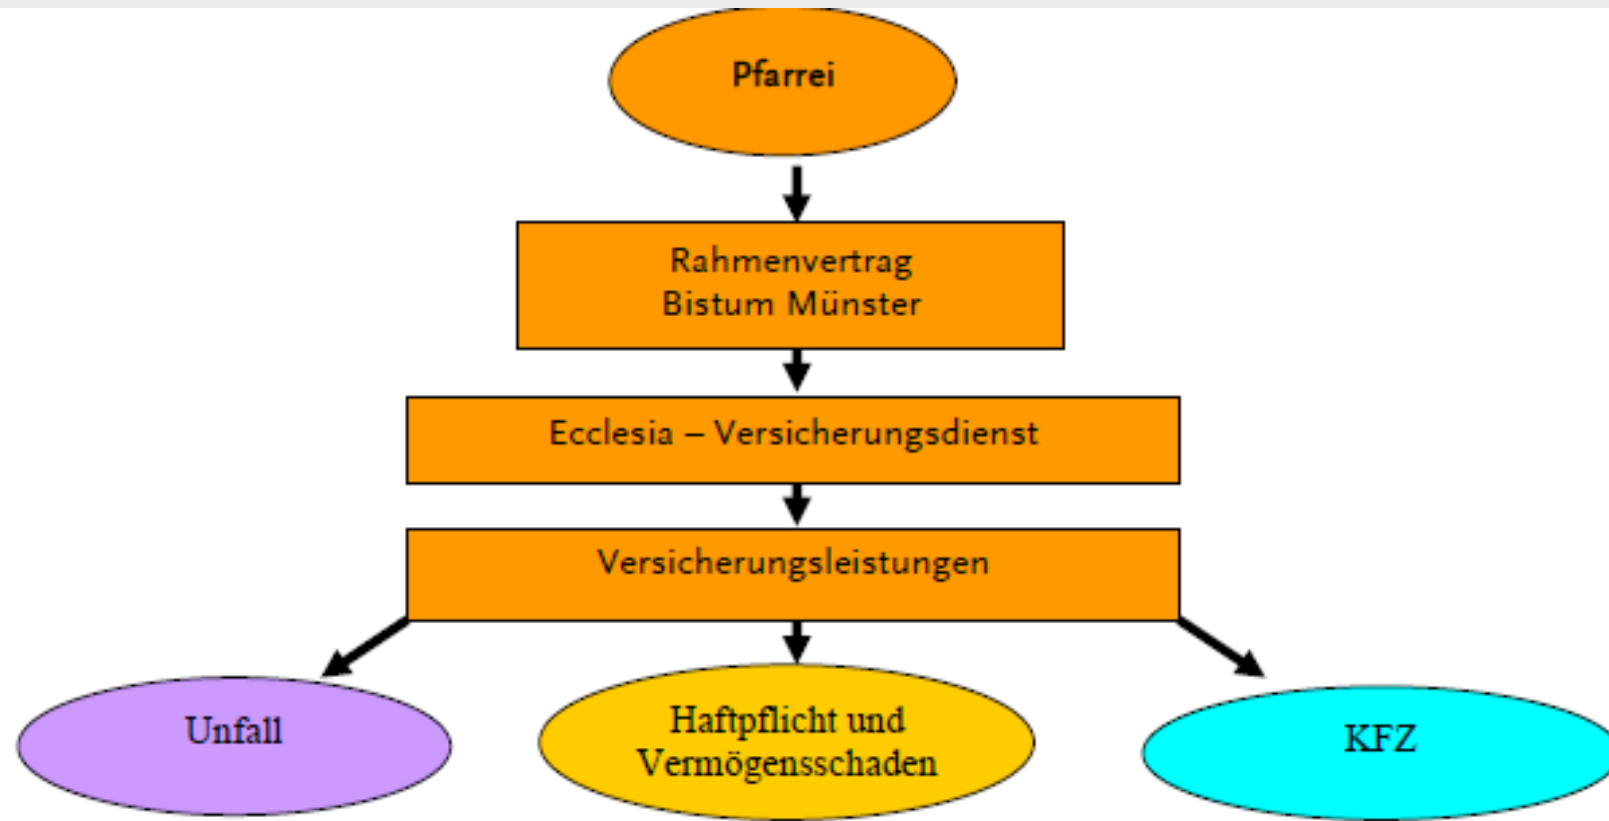 Pfarrei
Rahmenvertrag
Bistum Münster
Ecclesia – Versicherungsdienst
Versicherungsleistungen
Unfall
Haftpflicht und
Vermögensschaden
KFZ